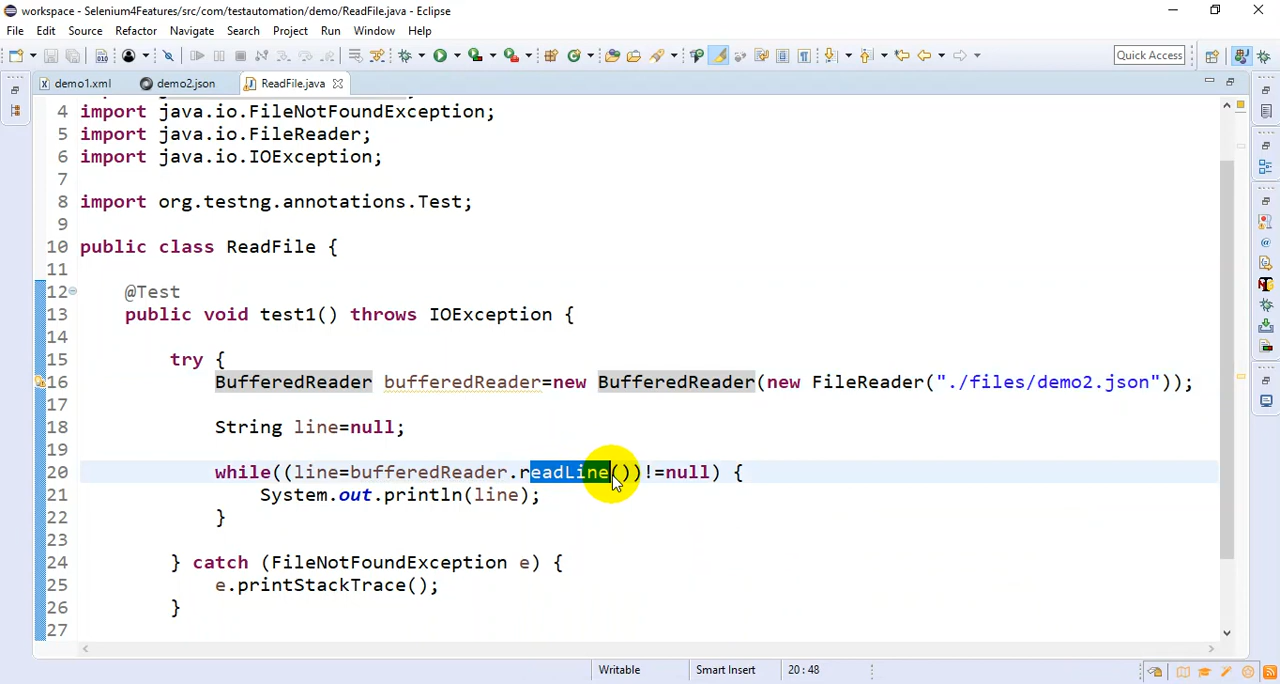 workspace - Selenium4Features/src/com/testautomation/demo/ReadFile.java - Eclipse
File Edit Source Refactor Navigate Search Project Run Window Help
Quick Access
demo1.xml demo2.json ReadFile.java
4 import java.io.FileNotFoundException;
5 import java.io.FileReader;
6 import java.io.IOException;
7
8 import org.testng.annotations.Test;
9
10 public class ReadFile {
11
12 @Test
13 public void test1() throws IOException {
14
15 try {
16 BufferedReader bufferedReader=new BufferedReader(new FileReader("./files/demo2.json"));
17
18 String line=null;
19
20 while((line=bufferedReader.readLine())!=null) {
21 System.out.println(line);
22 }
23
24 } catch (FileNotFoundException e) {
25 e.printStackTrace();
26 }
27
Writable Smart Insert 20:48